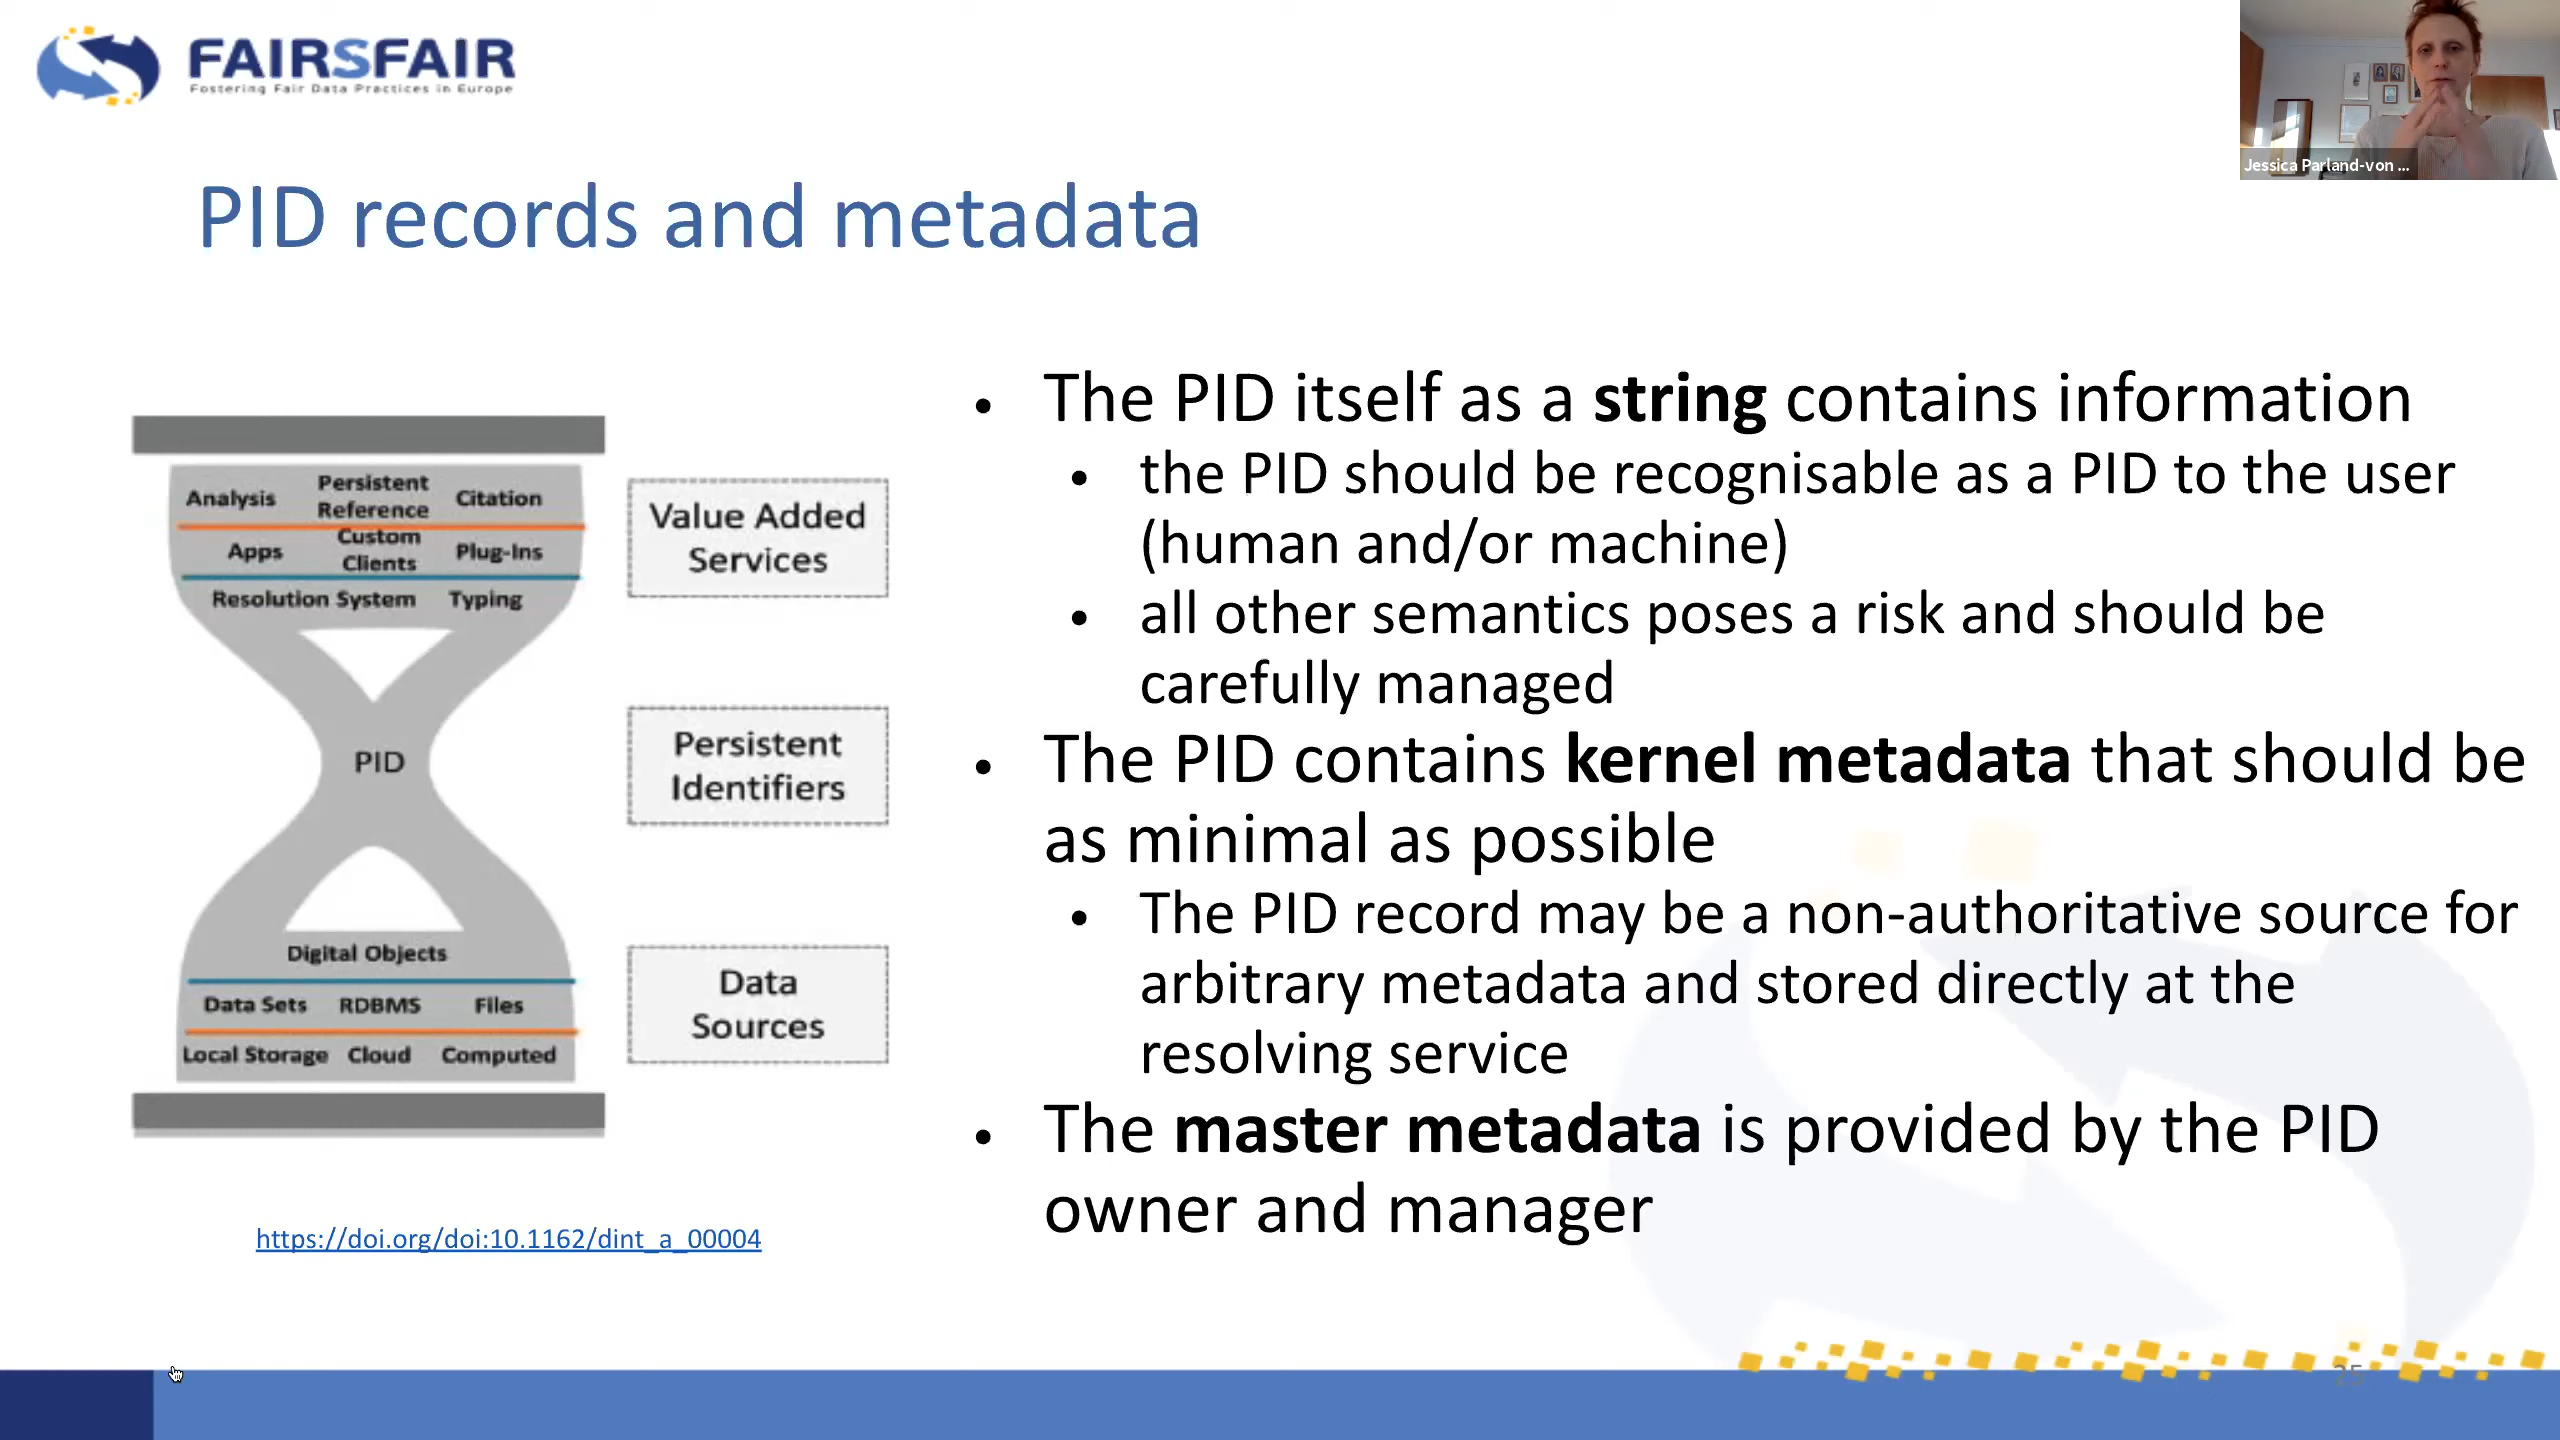 FAIRSFAIR
Fostering Fair Data Practices in Europe
Jessica Parland-von ...
PID records and metadata
Analysis Persistent Reference Citation
Apps Custom Clients Plug-Ins
Resolution System Typing
PID
Digital Objects
Data Sets RDBMS Files
Local Storage Cloud Computed
Value Added
Services
Persistent
Identifiers
Data
Sources
https://doi.org/doi:10.1162/dint_a_00004
• The PID itself as a string contains information
• the PID should be recognisable as a PID to the user
(human and/or machine)
• all other semantics poses a risk and should be
carefully managed
• The PID contains kernel metadata that should be
as minimal as possible
• The PID record may be a non-authoritative source for
arbitrary metadata and stored directly at the
resolving service
• The master metadata is provided by the PID
owner and manager
25